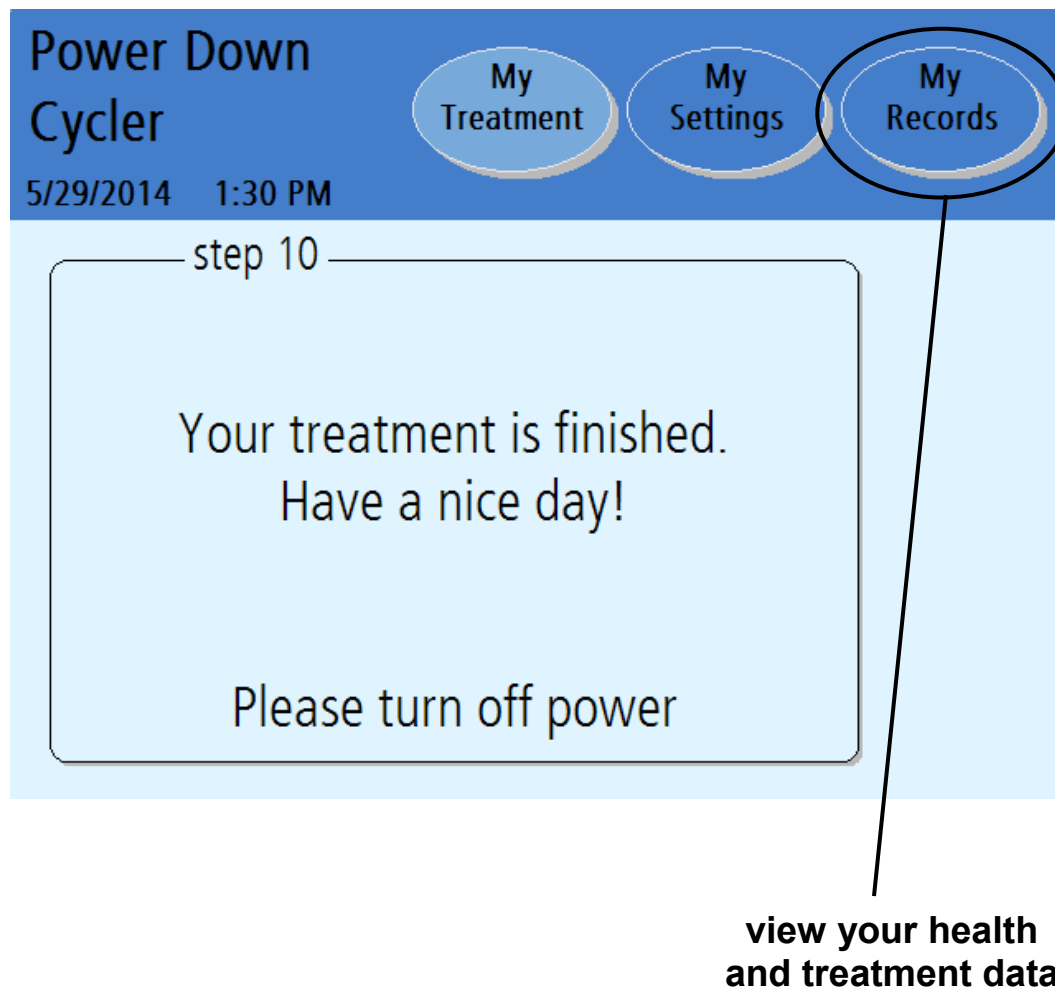 Power Down
Cycler
5/29/2014 1:30 PM
My
Treatment
My
Settings
My
Records
step 10
Your treatment is finished.
Have a nice day!
Please turn off power
view your health
and treatment data